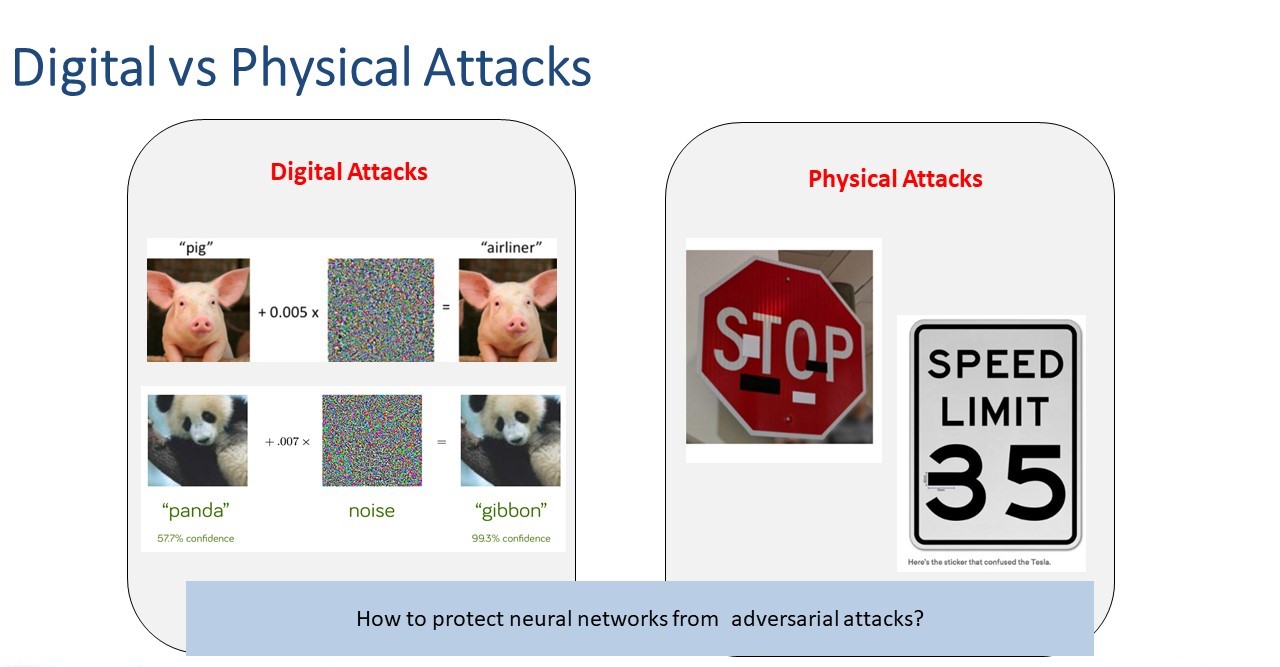 Digital vs Physical Attacks
Digital Attacks
"pig"
"airliner"
+ 0.005 x
=
+ .007 ×
=
"panda"
noise
"gibbon"
57.7% confidence
99.3% confidence
Physical Attacks
STOP
SPEED
LIMIT
35
Here's the sticker that confused the Tesla.
How to protect neural networks from adversarial attacks?